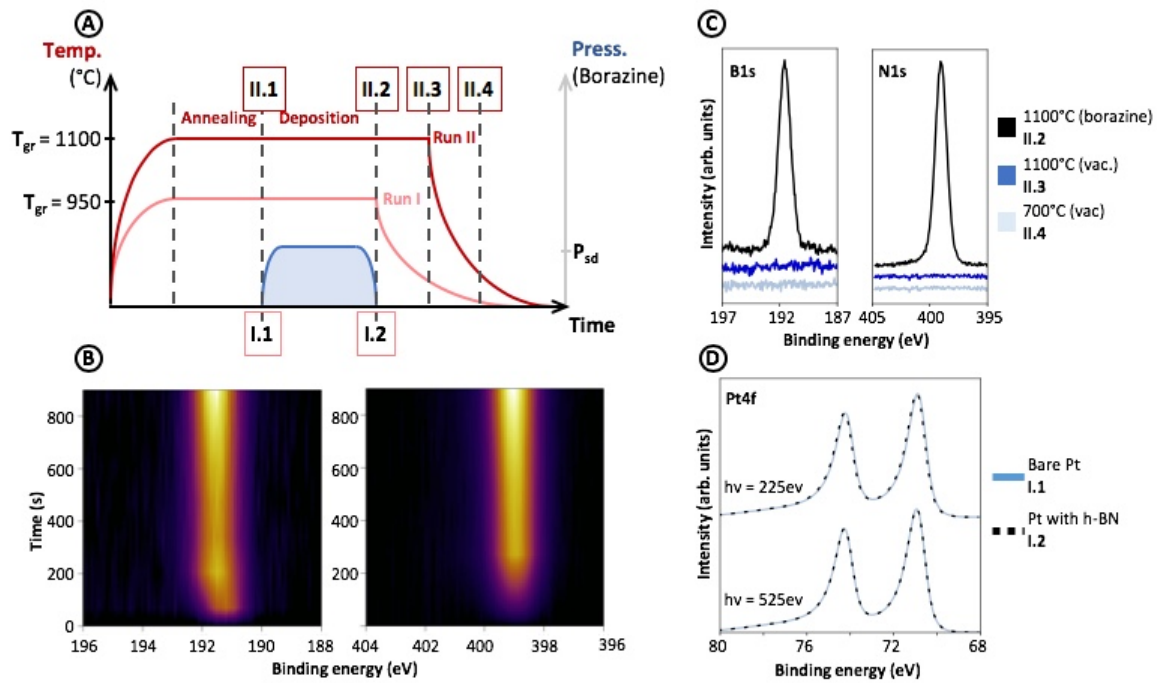 A
Temp.
(°C)
Press.
(Borazine)
II.1
II.2
II.3
II.4
Annealing
Deposition
Tgr = 1100
Run II
Tgr = 950
Run I
Psd
Time
I.1
I.2
B
800
600
400
200
0
Time (s)
196 194 192 190 188
404 402 400 398 396
Binding energy (eV)
C
B1s
N1s
Intensity (arb. units)
197 192 187
405 400 395
Binding energy (eV)
1100°C (borazine)
II.2
1100°C (vac.)
II.3
700°C (vac)
II.4
D
Pt4f
Intensity (arb. units)
hν = 225ev
hν = 525ev
80 76 72 68
Binding energy (eV)
Bare Pt
I.1
Pt with h-BN
I.2